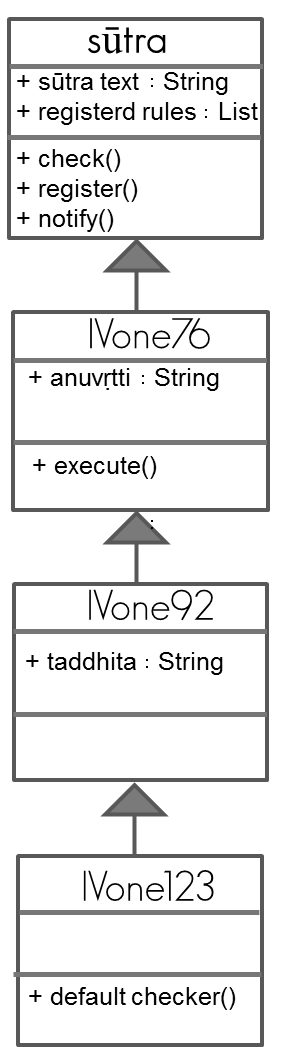 sūtra
+ sūtra text : String
+ registerd rules : List
+ check()
+ register()
+ notify()
IVone76
+ anuvṛtti : String
+ execute()
:
IVone92
+ taddhita : String
IVone123
+ default checker()